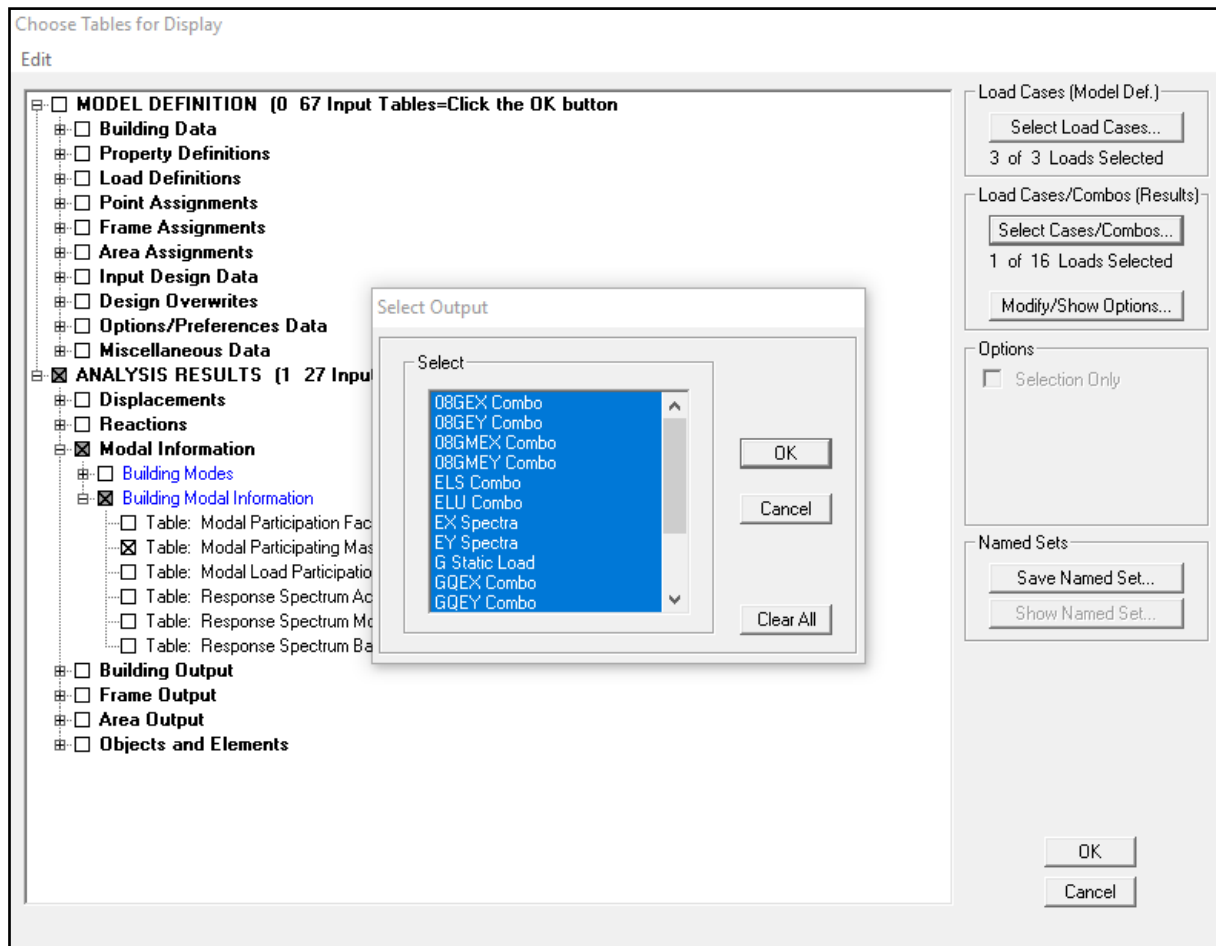 Choose Tables for Display
Edit
MODEL DEFINITION (0 67 Input Tables=Click the OK button
Building Data
Property Definitions
Load Definitions
Point Assignments
Frame Assignments
Area Assignments
Input Design Data
Design Overwrites
Options/Preferences Data
Miscellaneous Data
ANALYSIS RESULTS (1 27 Inpu
Displacements
Reactions
Modal Information
Building Modes
Building Modal Information
Table: Modal Participation Fac
Table: Modal Participating Mas
Table: Modal Load Participatio
Table: Response Spectrum Ac
Table: Response Spectrum Mo
Table: Response Spectrum Ba
Building Output
Frame Output
Area Output
Objects and Elements
Select Output
Select
08GEX Combo
08GEY Combo
08GMEX Combo
08GMEY Combo
ELS Combo
ELU Combo
EX Spectra
EY Spectra
G Static Load
GQEX Combo
GQEY Combo
OK
Cancel
Clear All
Load Cases (Model Def.)
Select Load Cases...
3 of 3 Loads Selected
Load Cases/Combos (Results)
Select Cases/Combos...
1 of 16 Loads Selected
Modify/Show Options...
Options
Selection Only
Named Sets
Save Named Set...
Show Named Set...
OK
Cancel